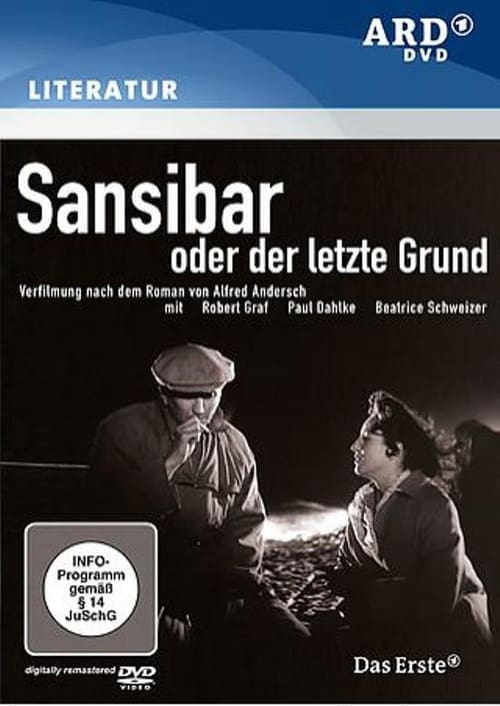 ARD
DVD
LITERATUR
Sansibar
oder der letzte Grund
Verfilmung nach dem Roman von Alfred Andersch
mit Robert Graf Paul Dahlke Beatrice Schweizer
INFO-
Programm
gemäß
§ 14
JuSchG
digitally remastered DVD
VIDEO
Das Erste